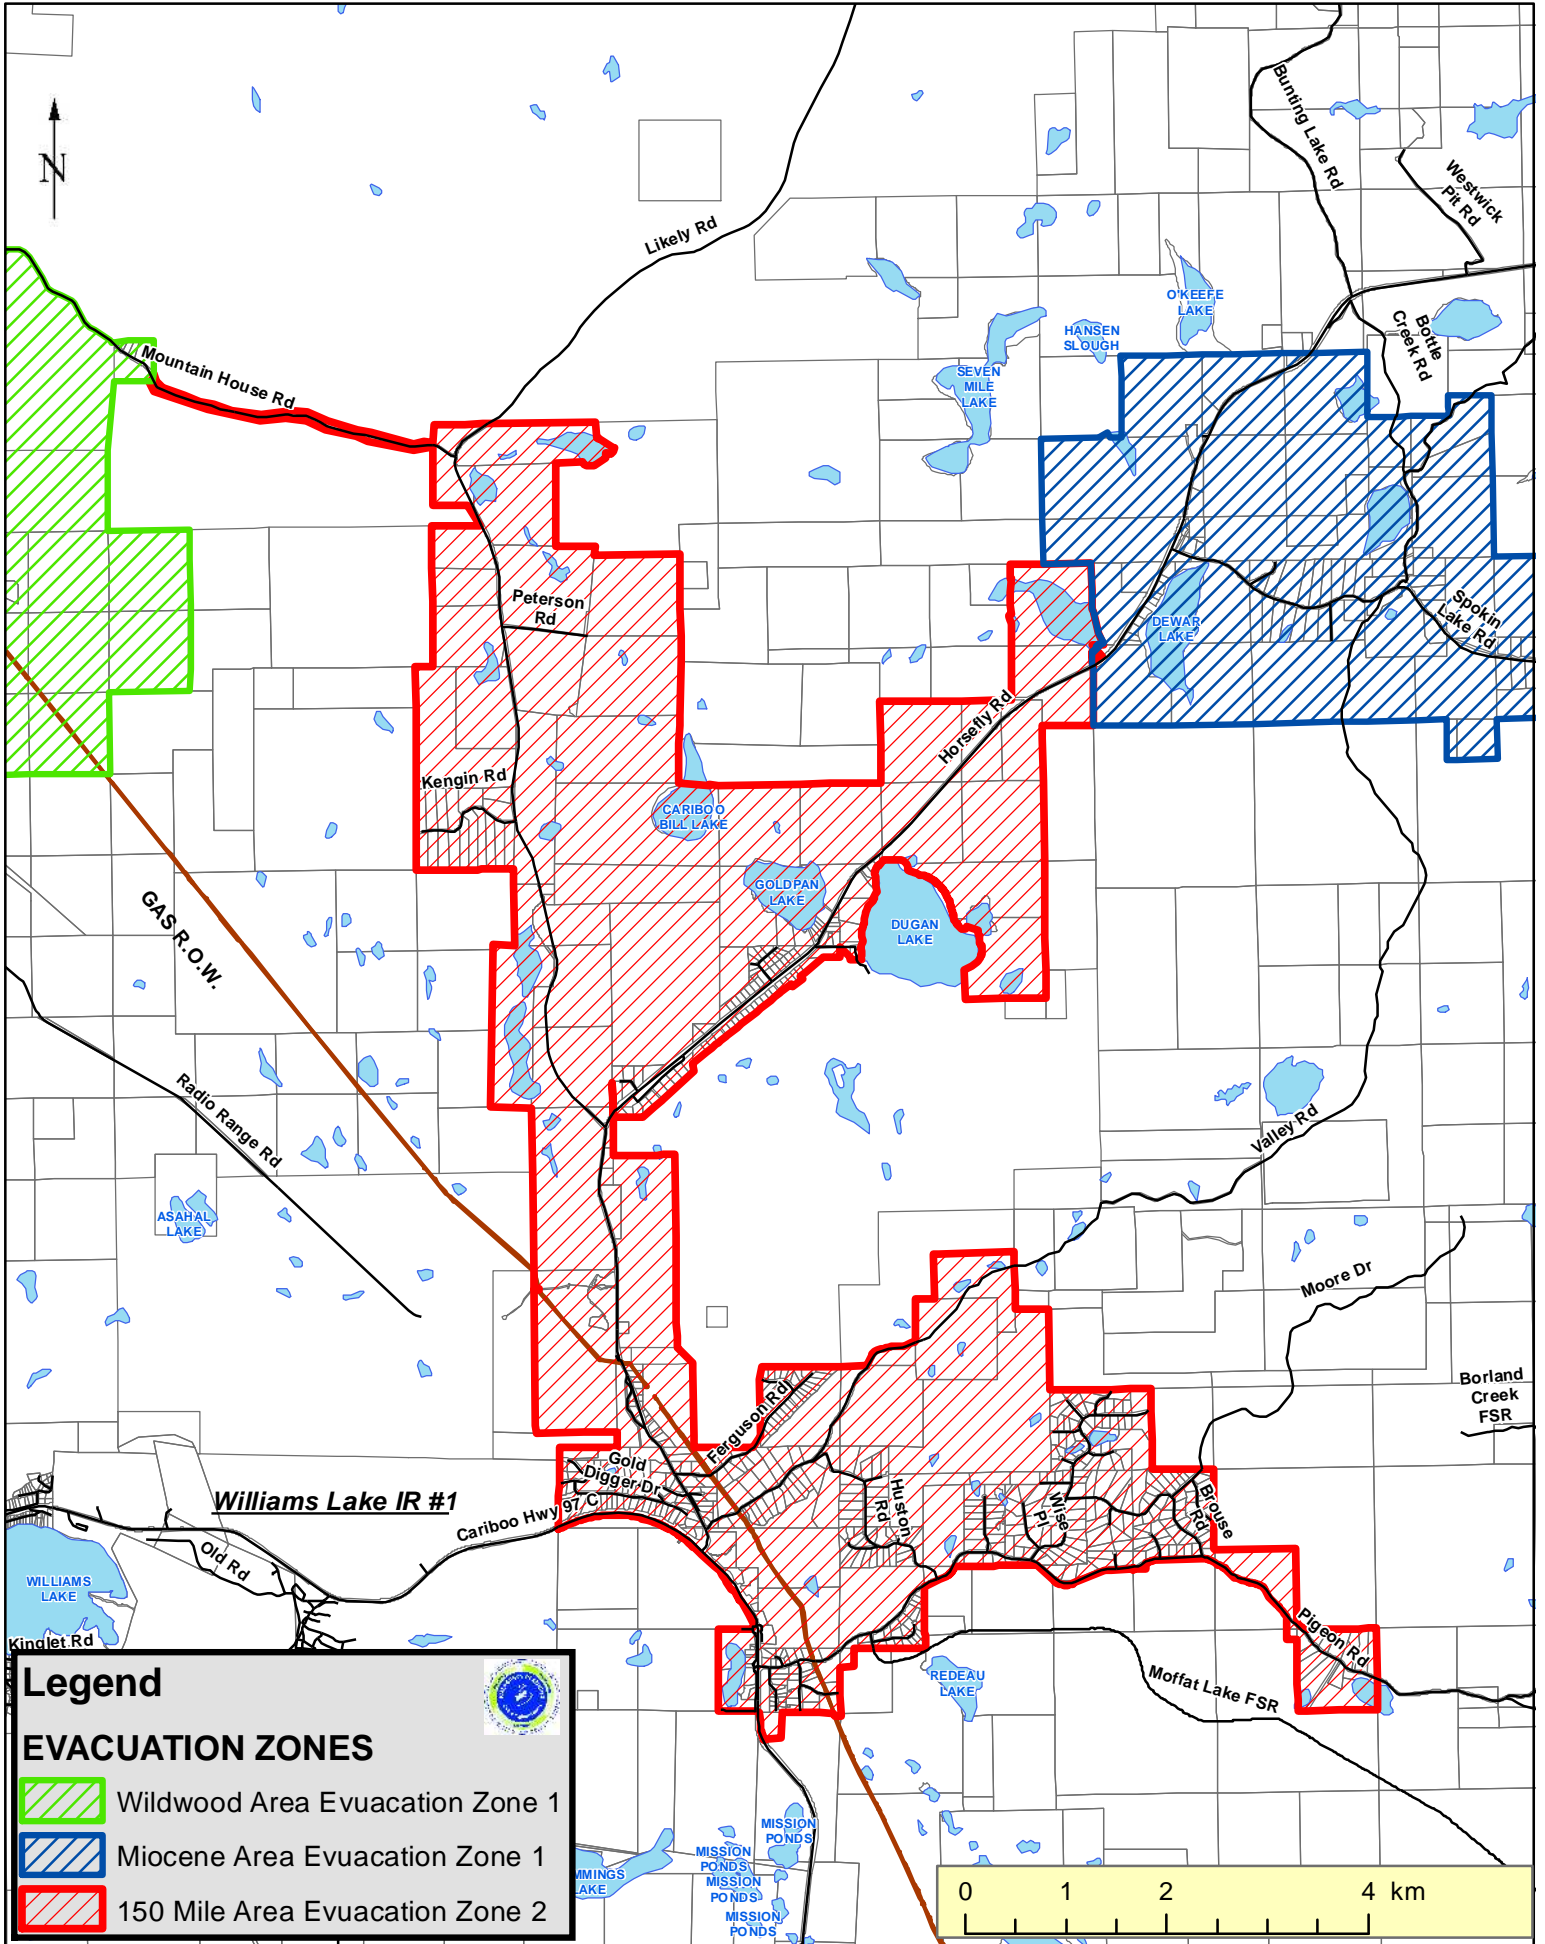 Bunting Lake Rd
Westwick
Pit Rd
N
Likely Rd
O'KEEFE
LAKE
HANSEN
SLOUGH
Bottle
Creek Rd
Mountain House Rd
SEVEN
MILE
LAKE
Peterson
Rd
DEWAR
LAKE
Spokin
Lake Rd
Horsefly Rd
Kengin Rd
CARIBOO
BILL LAKE
GOLDPAN
LAKE
DUGAN
LAKE
GAS R.O.W.
Radio Range Rd
Valley Rd
ASAHAL
LAKE
Moore Dr
Borland
Creek
FSR
Ferguson Rd
Gold
Digger Dr
Williams Lake IR #1
Cariboo Hwy 97 C
Huston
Rd
Wise
Pl
Brouse
Rd
Old Rd
WILLIAMS
LAKE
Kinglet Rd
Pigeon Rd
REDEAU
LAKE
Moffat Lake FSR
Legend
EVACUATION ZONES
Wildwood Area Evuacation Zone 1
Miocene Area Evuacation Zone 1
150 Mile Area Evuacation Zone 2
MMINGS
LAKE
MISSION
PONDS
MISSION
PONDS
MISSION
PONDS
MISSION
PONDS
0 1 2 4 km